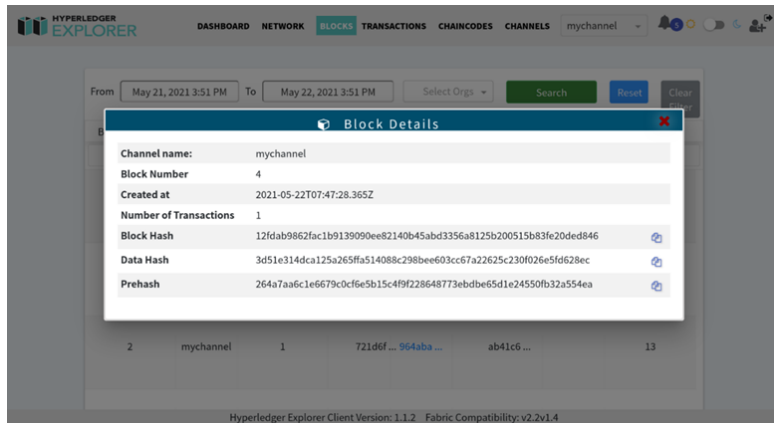 HYPERLEDGER
EXPLORER
DASHBOARD NETWORK BLOCKS TRANSACTIONS CHAINCODES CHANNELS mychannel 5
From May 21, 2021 3:51 PM To May 22, 2021 3:51 PM Select Orgs Search Reset Clear
Filter
B
Block Details
Channel name: mychannel
Block Number 4
Created at 2021-05-22T07:47:28.365Z
Number of Transactions 1
Block Hash 12fdab9862fac1b9139090ee82140b45abd3356a8125b200515b83fe20ded846
Data Hash 3d51e314dca125a265ffa514088c298bee603cc67a22625c230f026e5fd628ec
Prehash 264a7aa6c1e6679c0cf6e5b15c4f9f228648773ebdbe65d1e24550fb32a554ea
2 mychannel 1 721d6f ... 964aba ... ab41c6 ... 13
Hyperledger Explorer Client Version: 1.1.2 Fabric Compatibility: v2.2v1.4